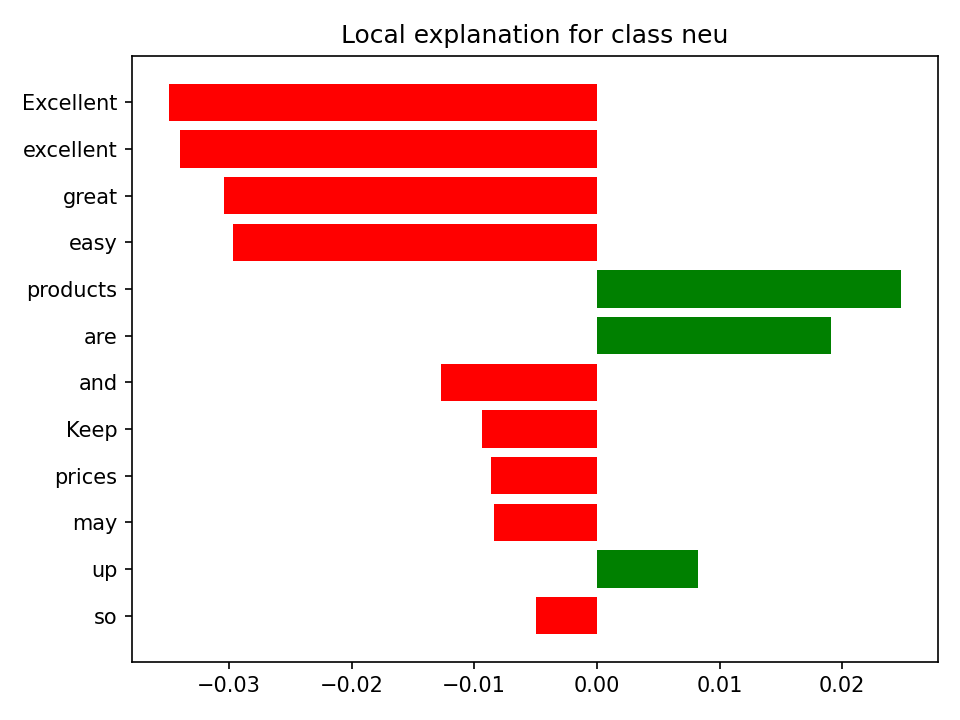 Local explanation for class neu
Excellent
excellent
great
easy
products
are
and
Keep
prices
may
up
so
−0.03 −0.02 −0.01 0.00 0.01 0.02